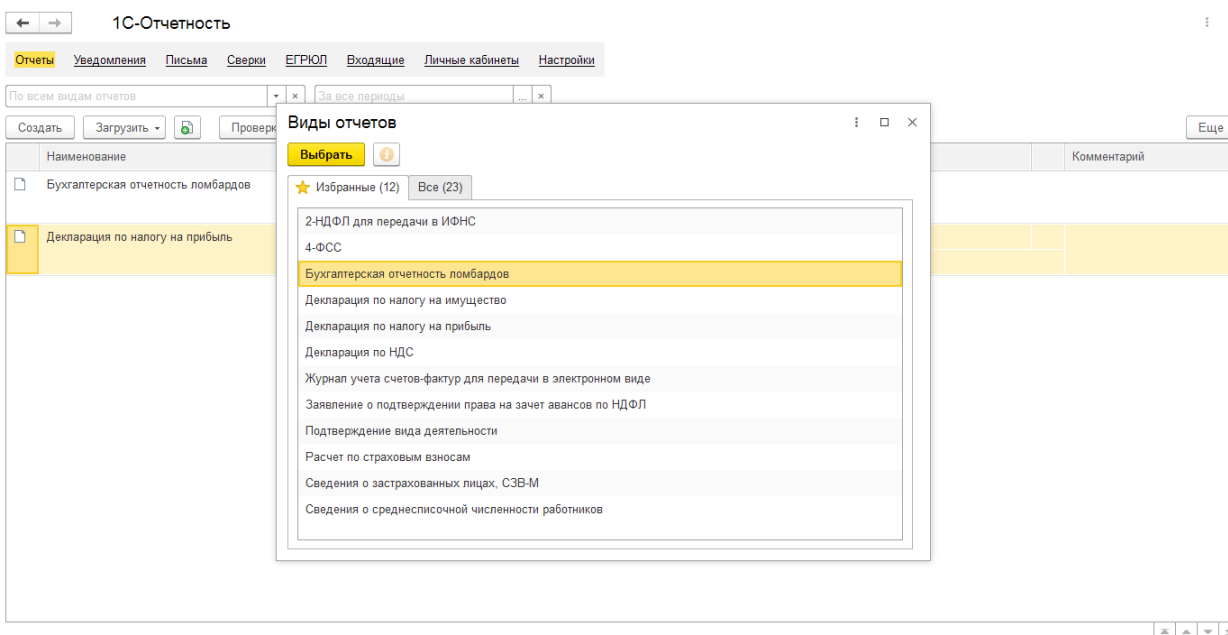 1С-Отчетность
Отчеты Уведомления Письма Сверки ЕГРЮЛ Входящие Личные кабинеты Настройки
По всем видам отчетов За все периоды ...
Создать Загрузить Проверк Еще
Наименование Комментарий
Бухгалтерская отчетность ломбардов
Декларация по налогу на прибыль
Виды отчетов
Выбрать
Избранные (12) Все (23)
2-НДФЛ для передачи в ИФНС
4-ФСС
Бухгалтерская отчетность ломбардов
Декларация по налогу на имущество
Декларация по налогу на прибыль
Декларация по НДС
Журнал учета счетов-фактур для передачи в электронном виде
Заявление о подтверждении права на зачет авансов по НДФЛ
Подтверждение вида деятельности
Расчет по страховым взносам
Сведения о застрахованных лицах, СЗВ-М
Сведения о среднесписочной численности работников